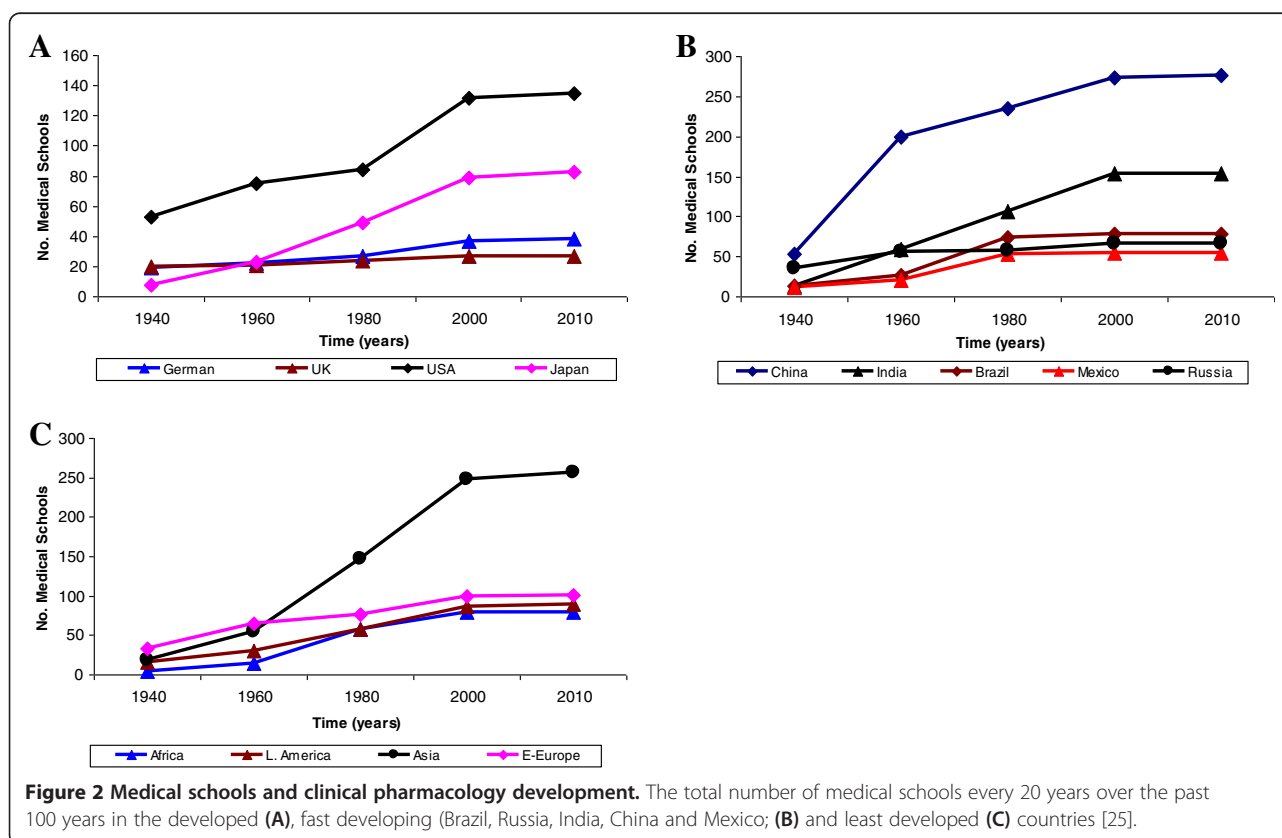 A
No. Medical Schools
160
140
120
100
80
60
40
20
0
1940 1960 1980 2000 2010
Time (years)
German UK USA Japan
B
No. Medical Schools
300
250
200
150
100
50
0
1940 1960 1980 2000 2010
Time (years)
China India Brazil Mexico Russia
C
No. Medical Schools
300
250
200
150
100
50
0
1940 1960 1980 2000 2010
Time (years)
Africa L. America Asia E-Europe
Figure 2 Medical schools and clinical pharmacology development. The total number of medical schools every 20 years over the past
100 years in the developed (A), fast developing (Brazil, Russia, India, China and Mexico; (B) and least developed (C) countries [25].